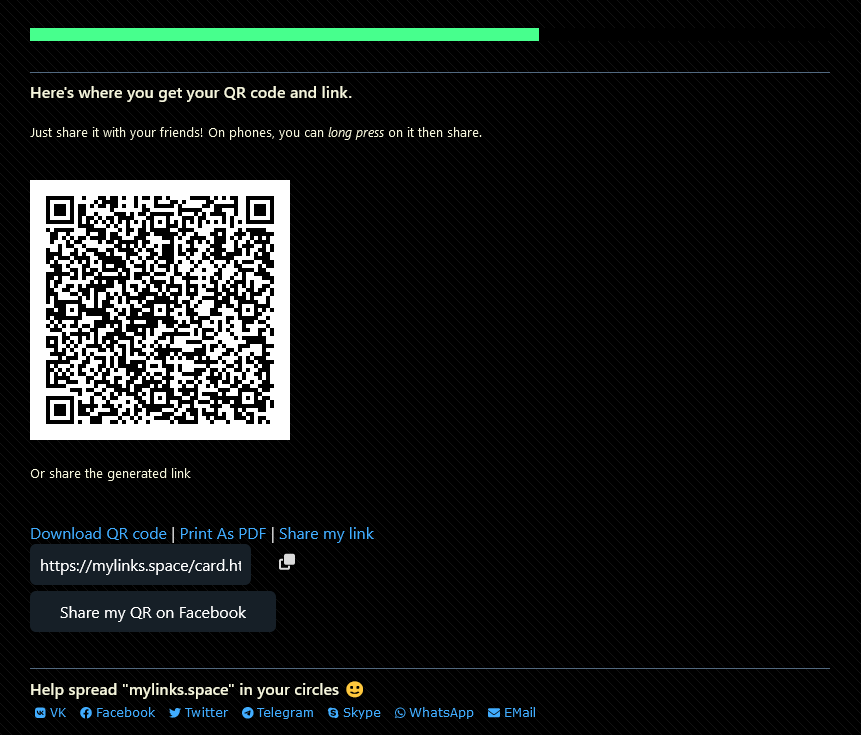 Here's where you get your QR code and link.
Just share it with your friends! On phones, you can long press on it then share.
Or share the generated link
Download QR code | Print As PDF | Share my link
https://mylinks.space/card.ht
Share my QR on Facebook
Help spread "mylinks.space" in your circles 🙂
VK Facebook Twitter Telegram Skype WhatsApp EMail